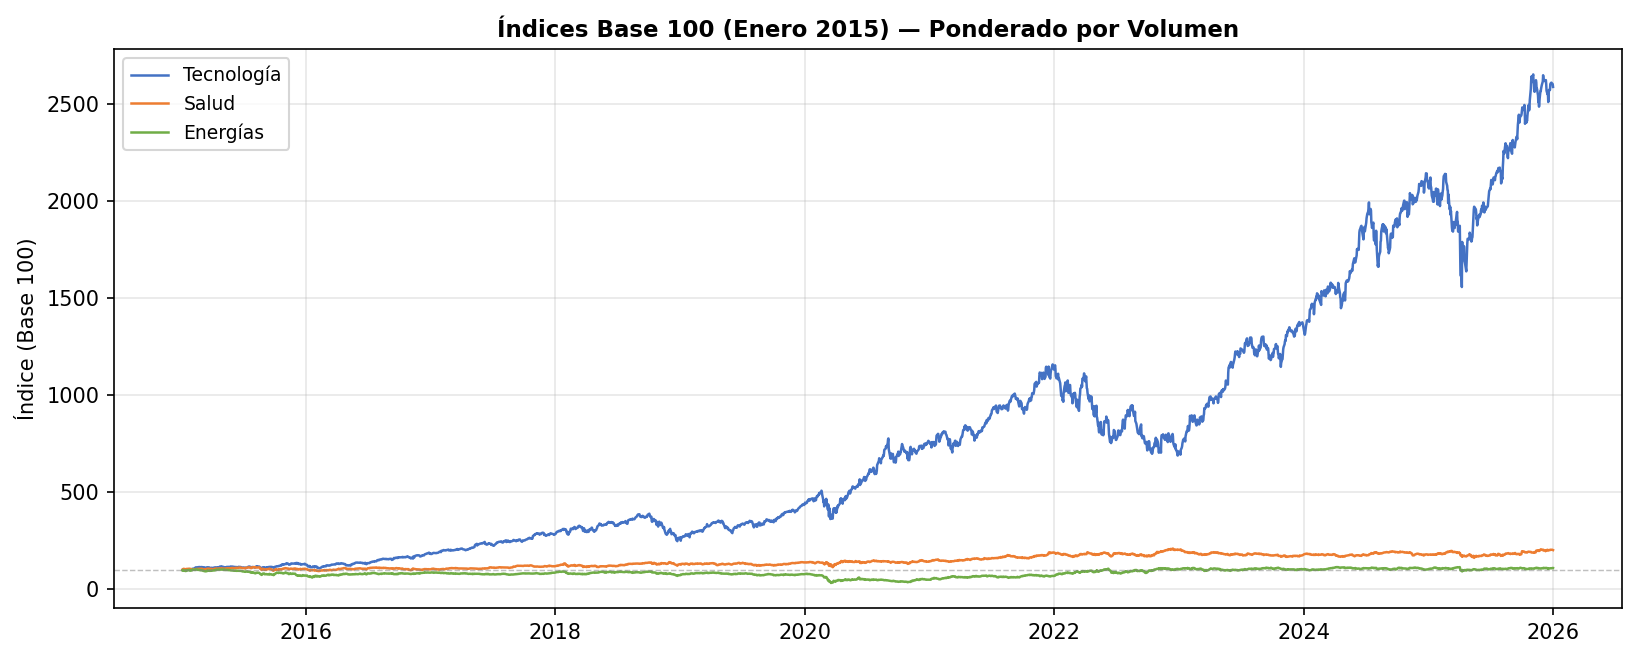 Índices Base 100 (Enero 2015) — Ponderado por Volumen
Tecnología
Salud
Energías
Índice (Base 100)
2500
2000
1500
1000
500
0
2016
2018
2020
2022
2024
2026